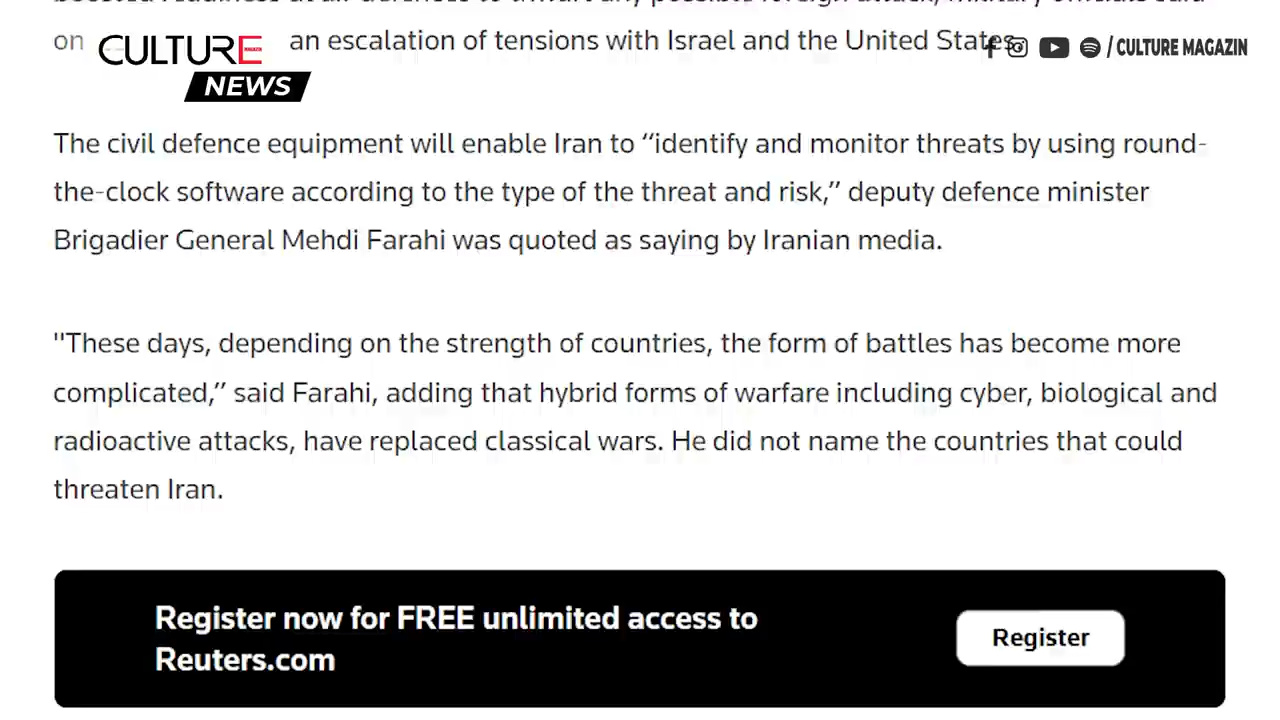 on
an escalation of tensions with Israel and the United States.
CULTURE
NEWS
/ CULTURE MAGAZIN
The civil defence equipment will enable Iran to “identify and monitor threats by using round-
the-clock software according to the type of the threat and risk,” deputy defence minister
Brigadier General Mehdi Farahi was quoted as saying by Iranian media.
"These days, depending on the strength of countries, the form of battles has become more
complicated,” said Farahi, adding that hybrid forms of warfare including cyber, biological and
radioactive attacks, have replaced classical wars. He did not name the countries that could
threaten Iran.
Register now for FREE unlimited access to
Reuters.com
Register